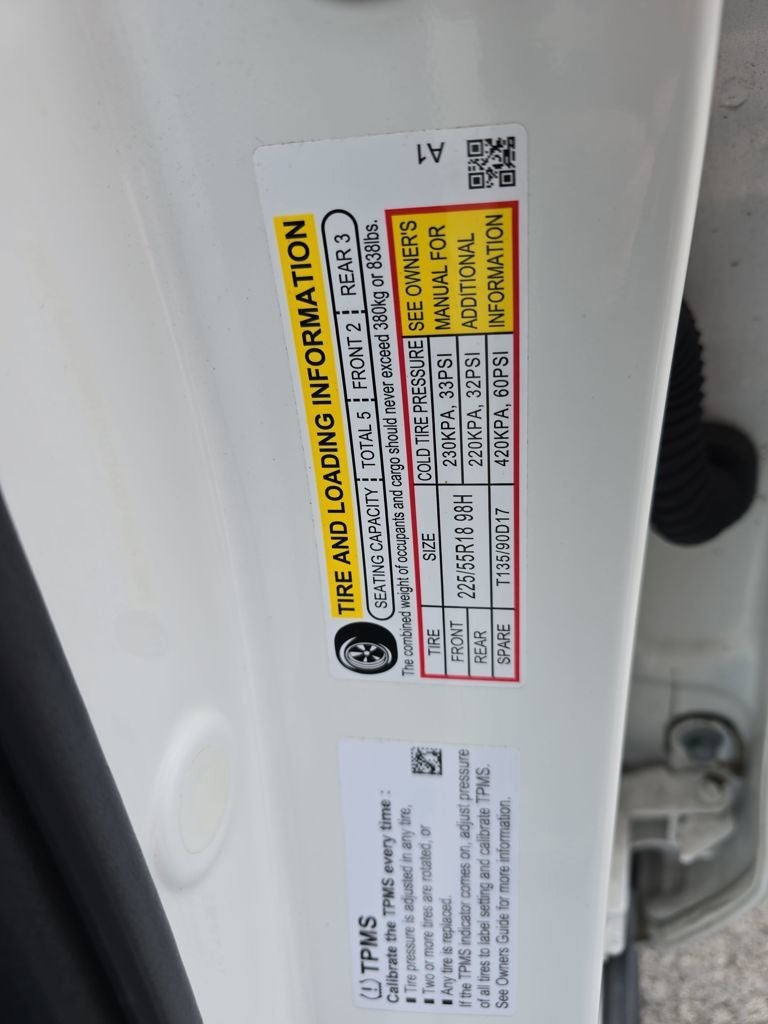 TIRE AND LOADING INFORMATION
SEATING CAPACITY TOTAL 5 FRONT 2 REAR 3
The combined weight of occupants and cargo should never exceed 380kg or 838lbs.
TIRE SIZE COLD TIRE PRESSURE
FRONT 225/55R18 98H 230KPA, 33PSI
REAR 220KPA, 32PSI
SPARE T135/90D17 420KPA, 60PSI
SEE OWNER'S
MANUAL FOR
ADDITIONAL
INFORMATION
A1
(!) TPMS
Calibrate the TPMS every time :
■ Tire pressure is adjusted in any tire,
■ Two or more tires are rotated, or
■ Any tire is replaced.
If the TPMS indicator comes on, adjust pressure
of all tires to label setting and calibrate TPMS.
See Owners Guide for more information.